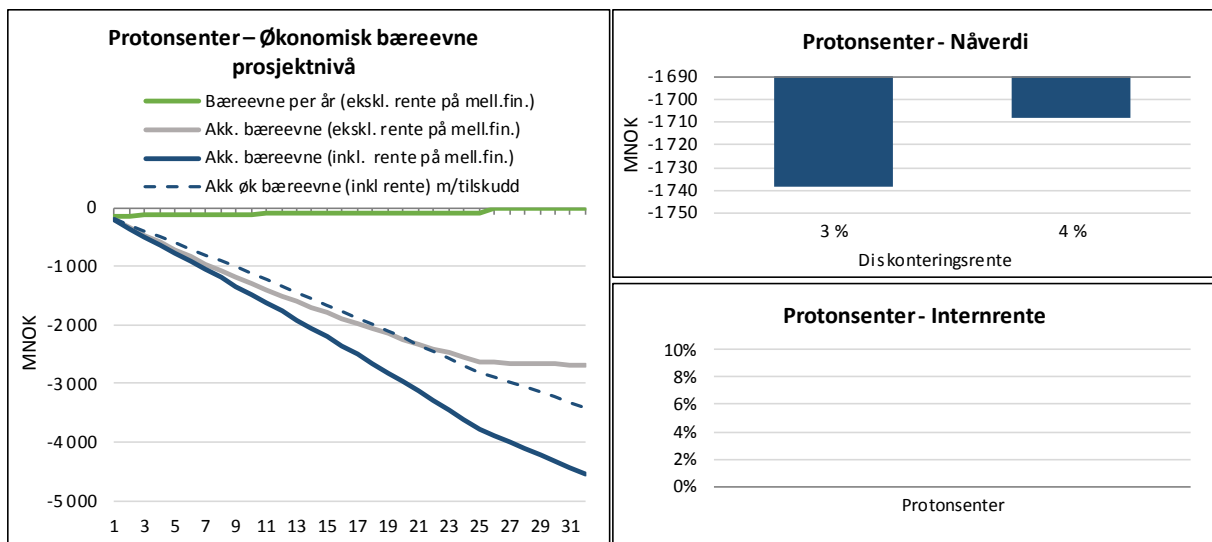 Protonsenter – Økonomisk bæreevne
prosjektnivå
Bæreevne per år (ekskl. rente på mell.fin.)
Akk. bæreevne (ekskl. rente på mell.fin.)
Akk. bæreevne (inkl. rente på mell.fin.)
Akk øk bæreevne (inkl rente) m/tilskudd
MNOK
0
-1 000
-2 000
-3 000
-4 000
-5 000
1 3 5 7 9 11 13 15 17 19 21 23 25 27 29 31
Protonsenter - Nåverdi
MNOK
-1 690
-1 700
-1 710
-1 720
-1 730
-1 740
-1 750
3 % 4 %
Diskonteringsrente
Protonsenter - Internrente
10%
8%
6%
4%
2%
0%
Protonsenter